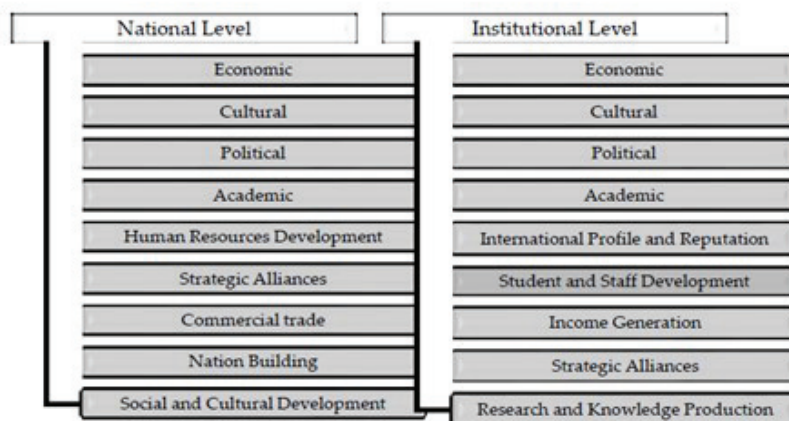 National Level
Economic
Cultural
Political
Academic
Human Resources Development
Strategic Alliances
Commercial trade
Nation Building
Social and Cultural Development
Institutional Level
Economic
Cultural
Political
Academic
International Profile and Reputation
Student and Staff Development
Income Generation
Strategic Alliances
Research and Knowledge Production